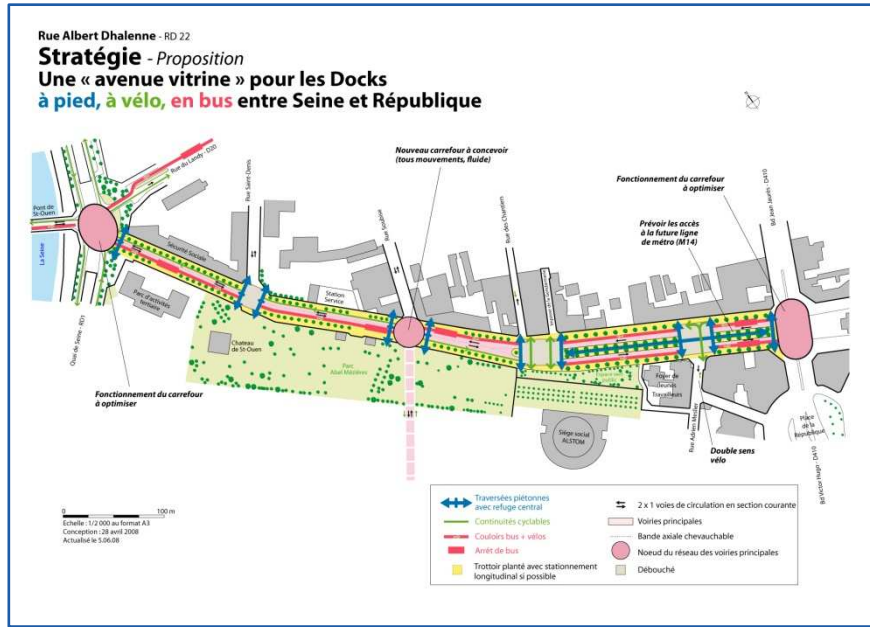 Rue Albert Dhalenne - RD 22
Stratégie - Proposition
Une « avenue vitrine » pour les Docks
à pied, à vélo, en bus entre Seine et République
Nouveau carrefour à concevoir
(tous mouvements, fluide)
Fonctionnement du carrefour
à optimiser
Prévoir les accès
à la future ligne
de métro (M14)
Rue du Landy - D20
Rue Saint-Denis
Rue Soubise
Rue des Chantiers
Bd Jean Jaurès - D410
Pont de
St-Ouen
La Seine
Sécurité Sociale
Parc d'activités
tertiaire
Station
Service
Quai de Seine - RD1
Chateau
de St-Ouen
Parc
Abel Mézières
Foyer de
Jeunes
Travailleurs
Rue Adrien Meslier
Place
de la
République
Bd Victor Hugo - D410
Siège social
ALSTOM
Fonctionnement du carrefour
à optimiser
Double sens
vélo
100 m
Echelle : 1/2 000 au format A3
Conception : 28 avril 2008
Actualisé le 5.06.08
Traversées piétonnes
avec refuge central
Continuités cyclables
Couloirs bus + vélos
Arrêt de bus
Trottoir planté avec stationnement
longitudinal si possible
2 x 1 voies de circulation en section courante
Voiries principales
Bande axiale chevauchable
Noeud du réseau des voiries principales
Débouché